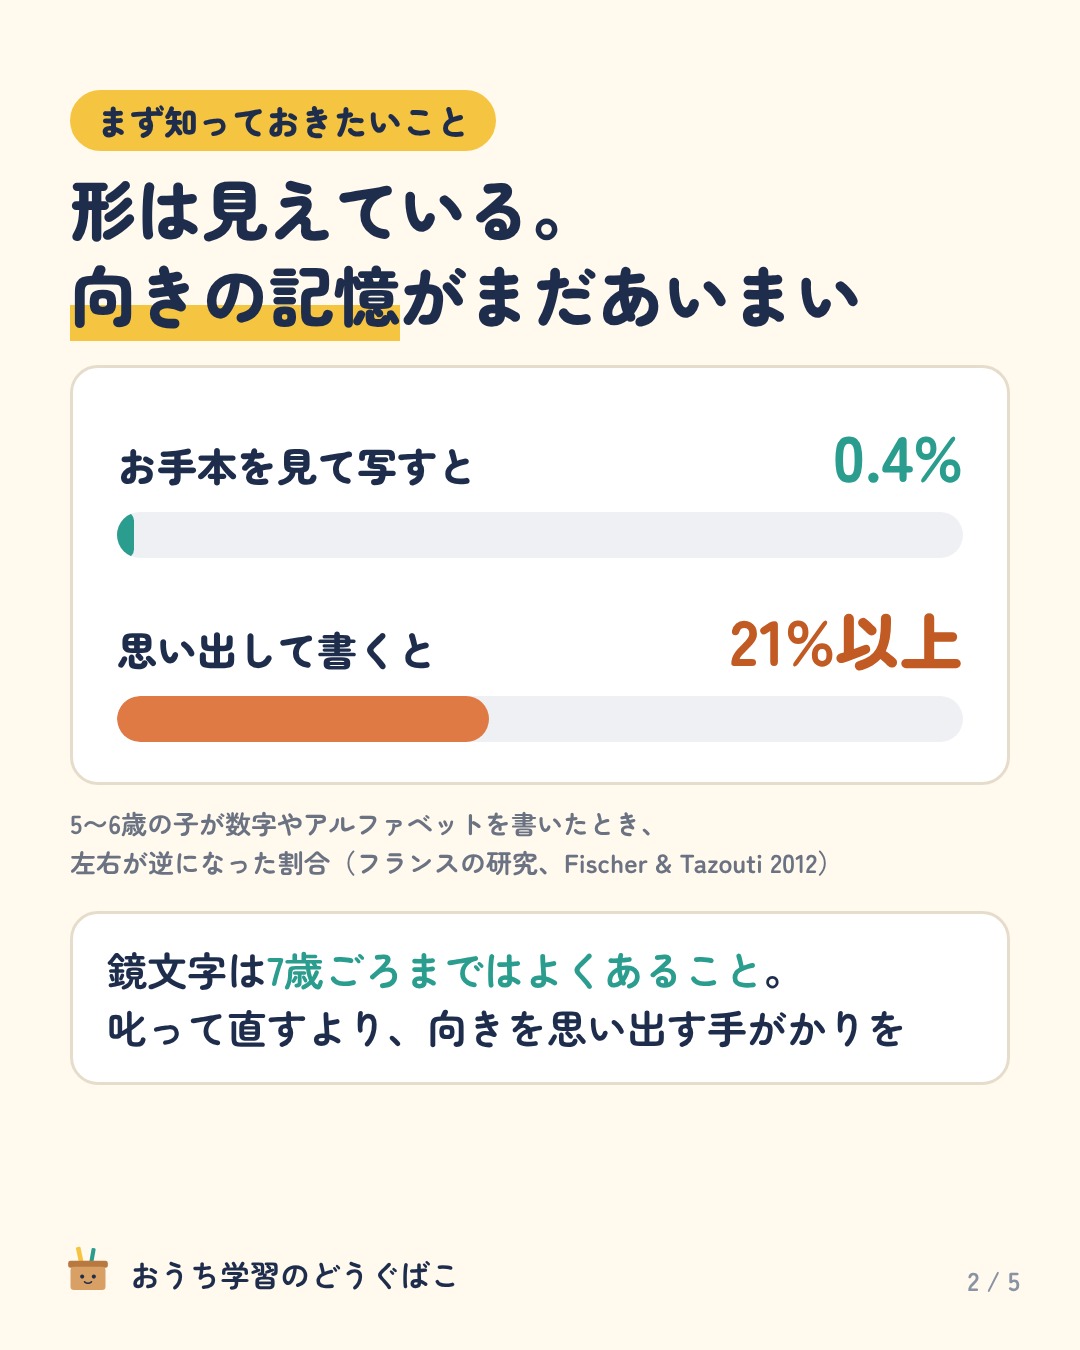 まず知っておきたいこと
形は見えている。
向きの記憶がまだあいまい
お手本を見て写すと
0.4%
思い出して書くと
21%以上
5〜6歳の子が数字やアルファベットを書いたとき、
左右が逆になった割合（フランスの研究、Fischer & Tazouti 2012）
鏡文字は7歳ごろまではよくあること。
叱って直すより、向きを思い出す手がかりを
おうち学習のどうぐばこ
2 / 5